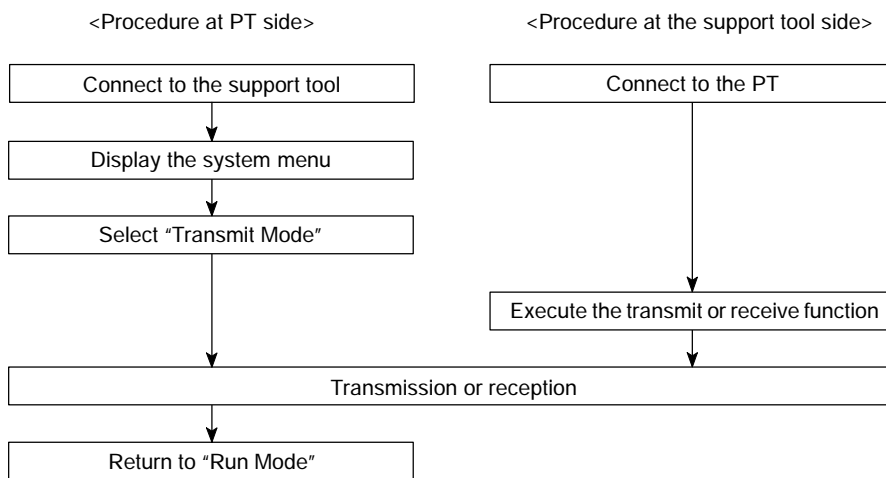 <Procedure at PT side>
<Procedure at the support tool side>
Connect to the support tool
Connect to the PT
Display the system menu
Select “Transmit Mode”
Execute the transmit or receive function
Transmission or reception
Return to “Run Mode”